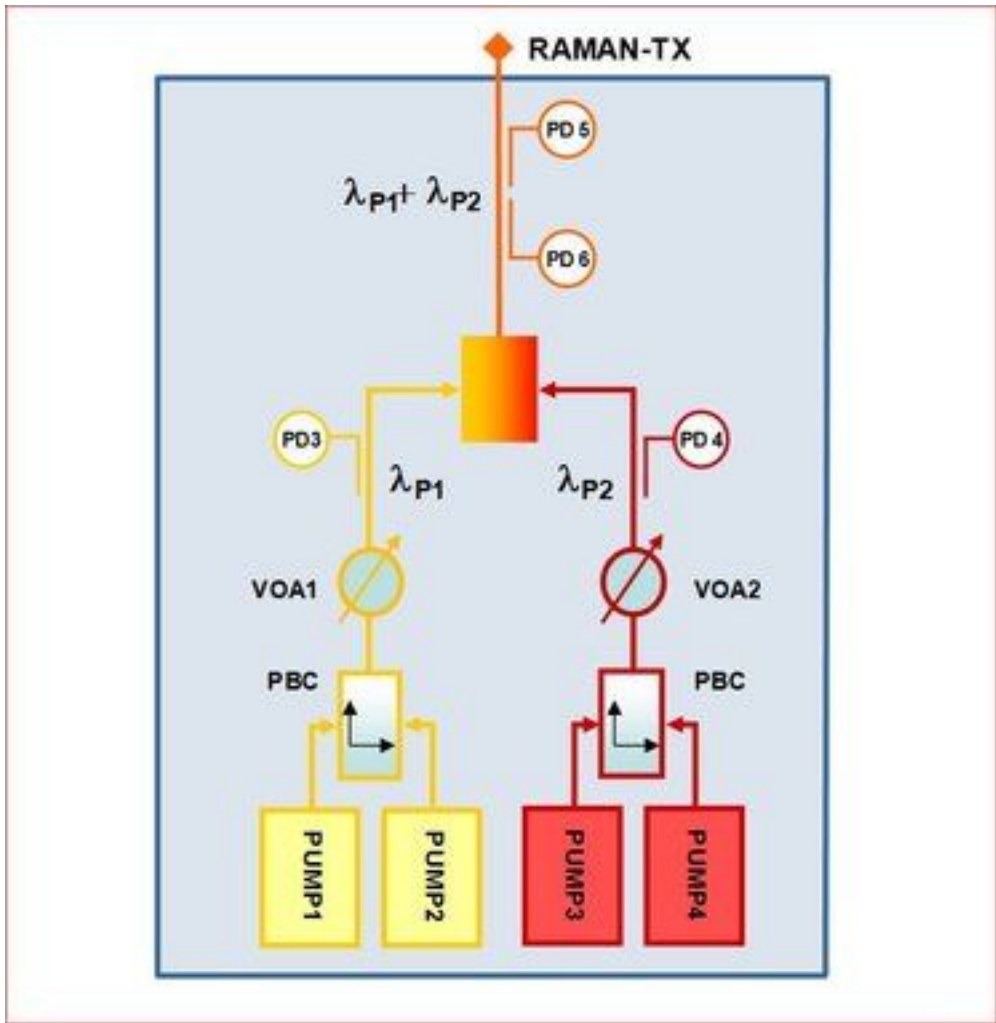 RAMAN-TX
PD 5
λP1+ λP2
PD 6
PD3
PD 4
λP1
λP2
VOA1
VOA2
PBC
PBC
PUMP1
PUMP2
PUMP3
PUMP4